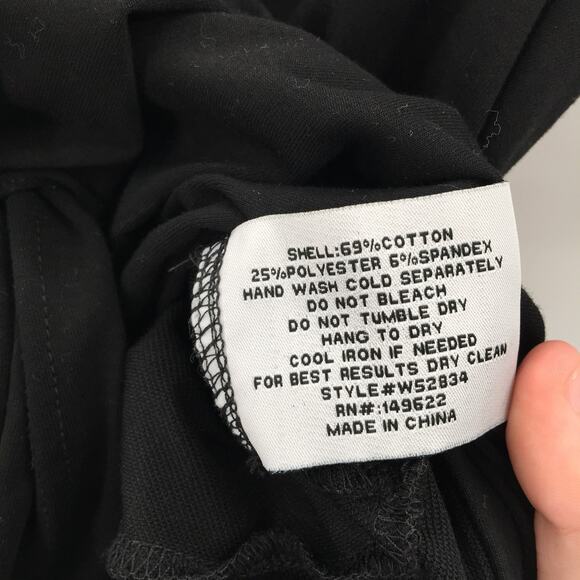 SHELL:69%COTTON
25%POLYESTER 6%SPANDEX
HAND WASH COLD SEPARATELY
DO NOT BLEACH
DO NOT TUMBLE DRY
HANG TO DRY
COOL IRON IF NEEDED
FOR BEST RESULTS DRY CLEAN
STYLE#W52834
RN#:149622
MADE IN CHINA